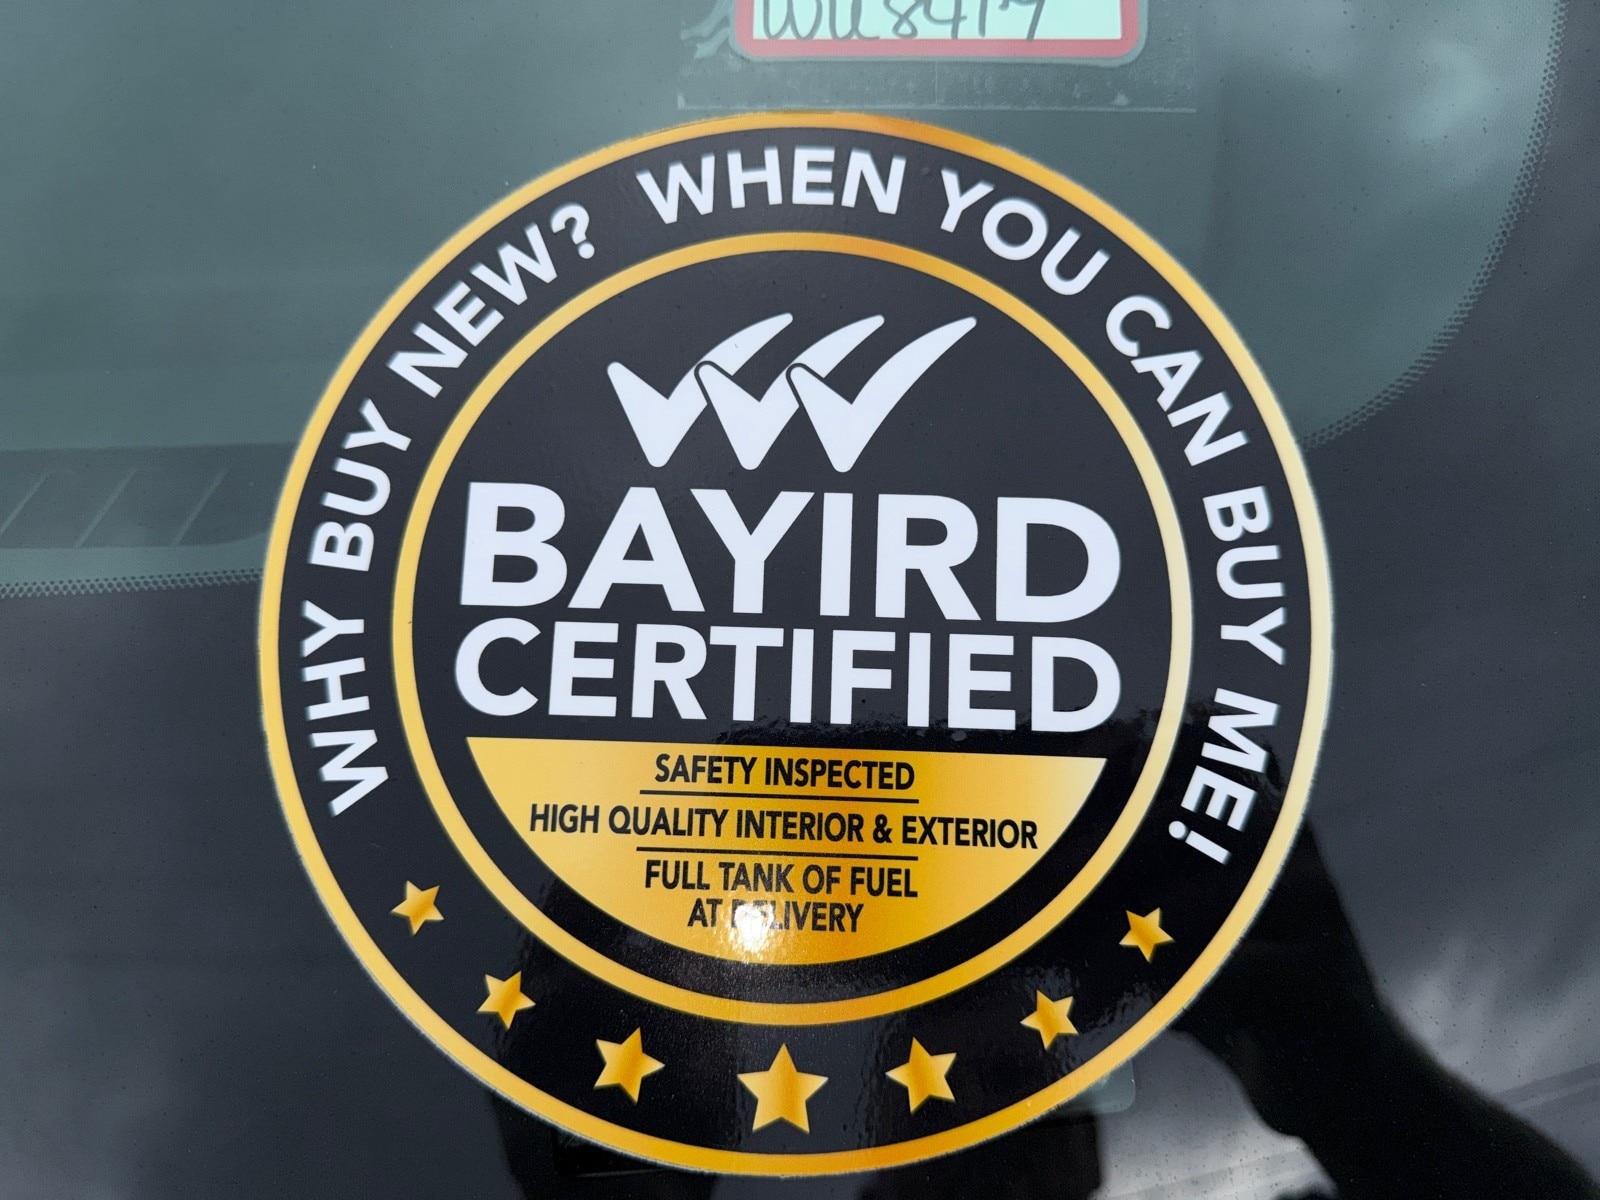 WHY BUY NEW? WHEN YOU CAN BUY ME!
BAYIRD
CERTIFIED
SAFETY INSPECTED
HIGH QUALITY INTERIOR & EXTERIOR
FULL TANK OF FUEL
AT DELIVERY